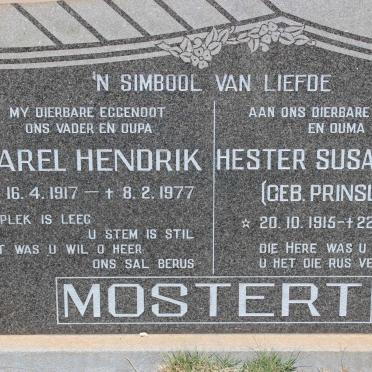 'N SIMBOOL VAN LIEFDE
MY DIERBARE EGGENOOT
ONS VADER EN OUPA
AREL HENDRIK
16.4.1917 — ✝ 8.2.1977
PLEK IS LEEG
U STEM IS STIL
WAS U WIL O HEER
ONS SAL BERUS
AAN ONS DIERBARE
EN OUMA
HESTER SUSA
(GEB. PRINSL
☆ 20.10.1915-✝22
DIE HERE WAS U
U HET DIE RUS VE
MOSTERT